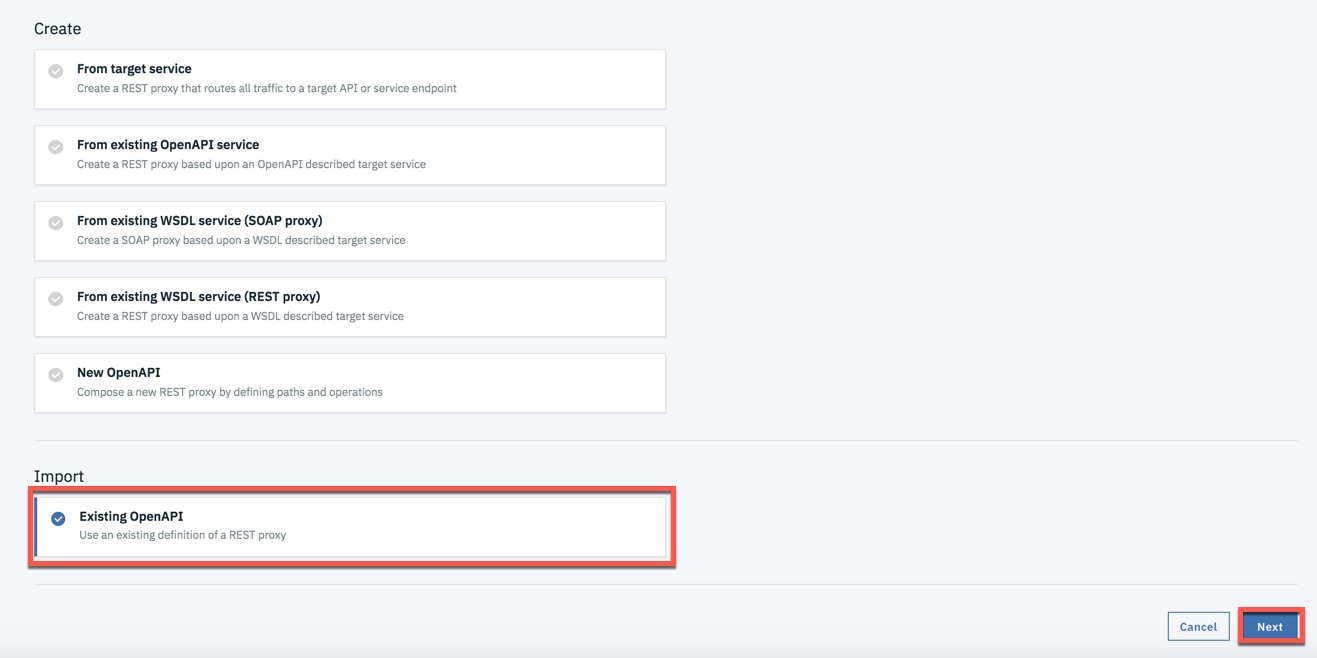 Create
From target service
Create a REST proxy that routes all traffic to a target API or service endpoint
From existing OpenAPI service
Create a REST proxy based upon an OpenAPI described target service
From existing WSDL service (SOAP proxy)
Create a SOAP proxy based upon a WSDL described target service
From existing WSDL service (REST proxy)
Create a REST proxy based upon a WSDL described target service
New OpenAPI
Compose a new REST proxy by defining paths and operations
Import
Existing OpenAPI
Use an existing definition of a REST proxy
Cancel
Next